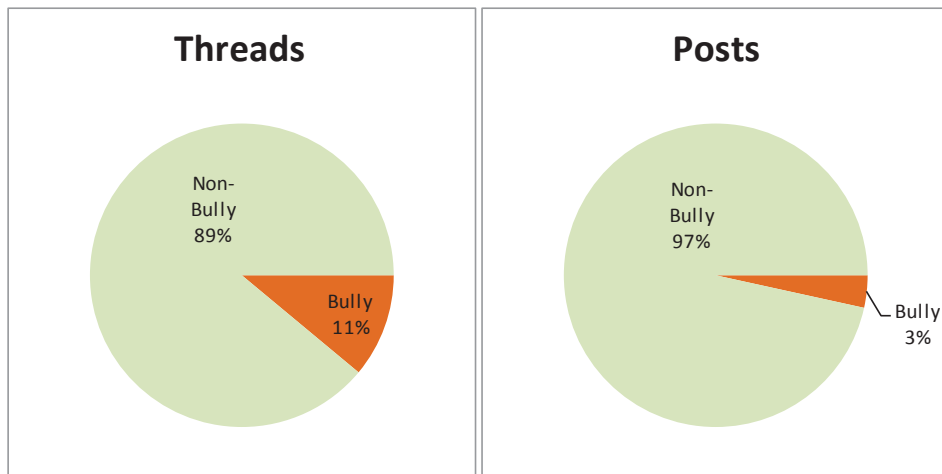 Threads
Non-
Bully
89%
Bully
11%
Posts
Non-
Bully
97%
Bully
3%